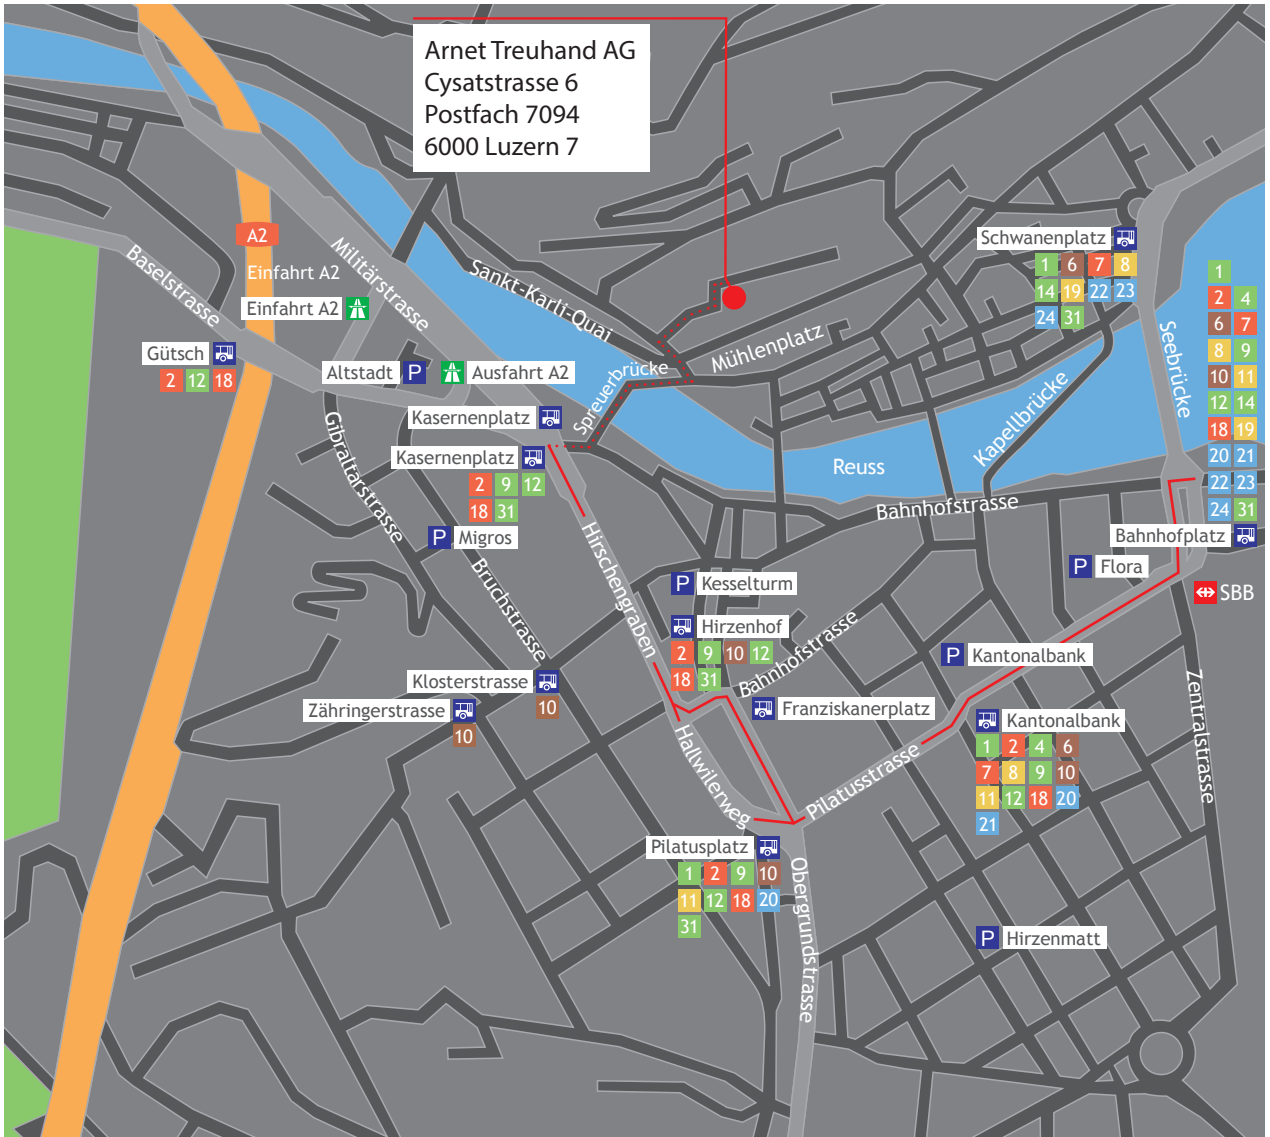 Arnet Treuhand AG
Cysatstrasse 6
Postfach 7094
6000 Luzern 7
A2
Einfahrt A2
Einfahrt A2
Baselstrasse
Militärstrasse
Sankt-Karli-Quai
Schwanenplatz
1 6 7 8
14 19 22 23
24 31
Gütsch
2 12 18
Altstadt P
Ausfahrt A2
Mühlenplatz
Spreuerbrücke
Seebrücke
Kapellbrücke
Reuss
Bahnhofstrasse
Kasernenplatz
Kasernenplatz
2 9 12
18 31
Gibraltarstrasse
P Migros
Bruchstrasse
Hirschengraben
1
2 4
6 7
8 9
10 11
12 14
18 19
20 21
22 23
24 31
Bahnhofplatz
P Flora
SBB
P Kesselturm
Hirzenhof
2 9 10 12
18 31
Bahnhofstrasse
P Kantonalbank
Klosterstrasse
10
Zähringerstrasse
10
Franziskanerplatz
Kantonalbank
1 2 4 6
7 8 9 10
11 12 18 20
21
Zentralstrasse
Hallwilerweg
Pilatusstrasse
Pilatusplatz
1 2 9 10
11 12 18 20
31
Obergrundstrasse
P Hirzenmatt